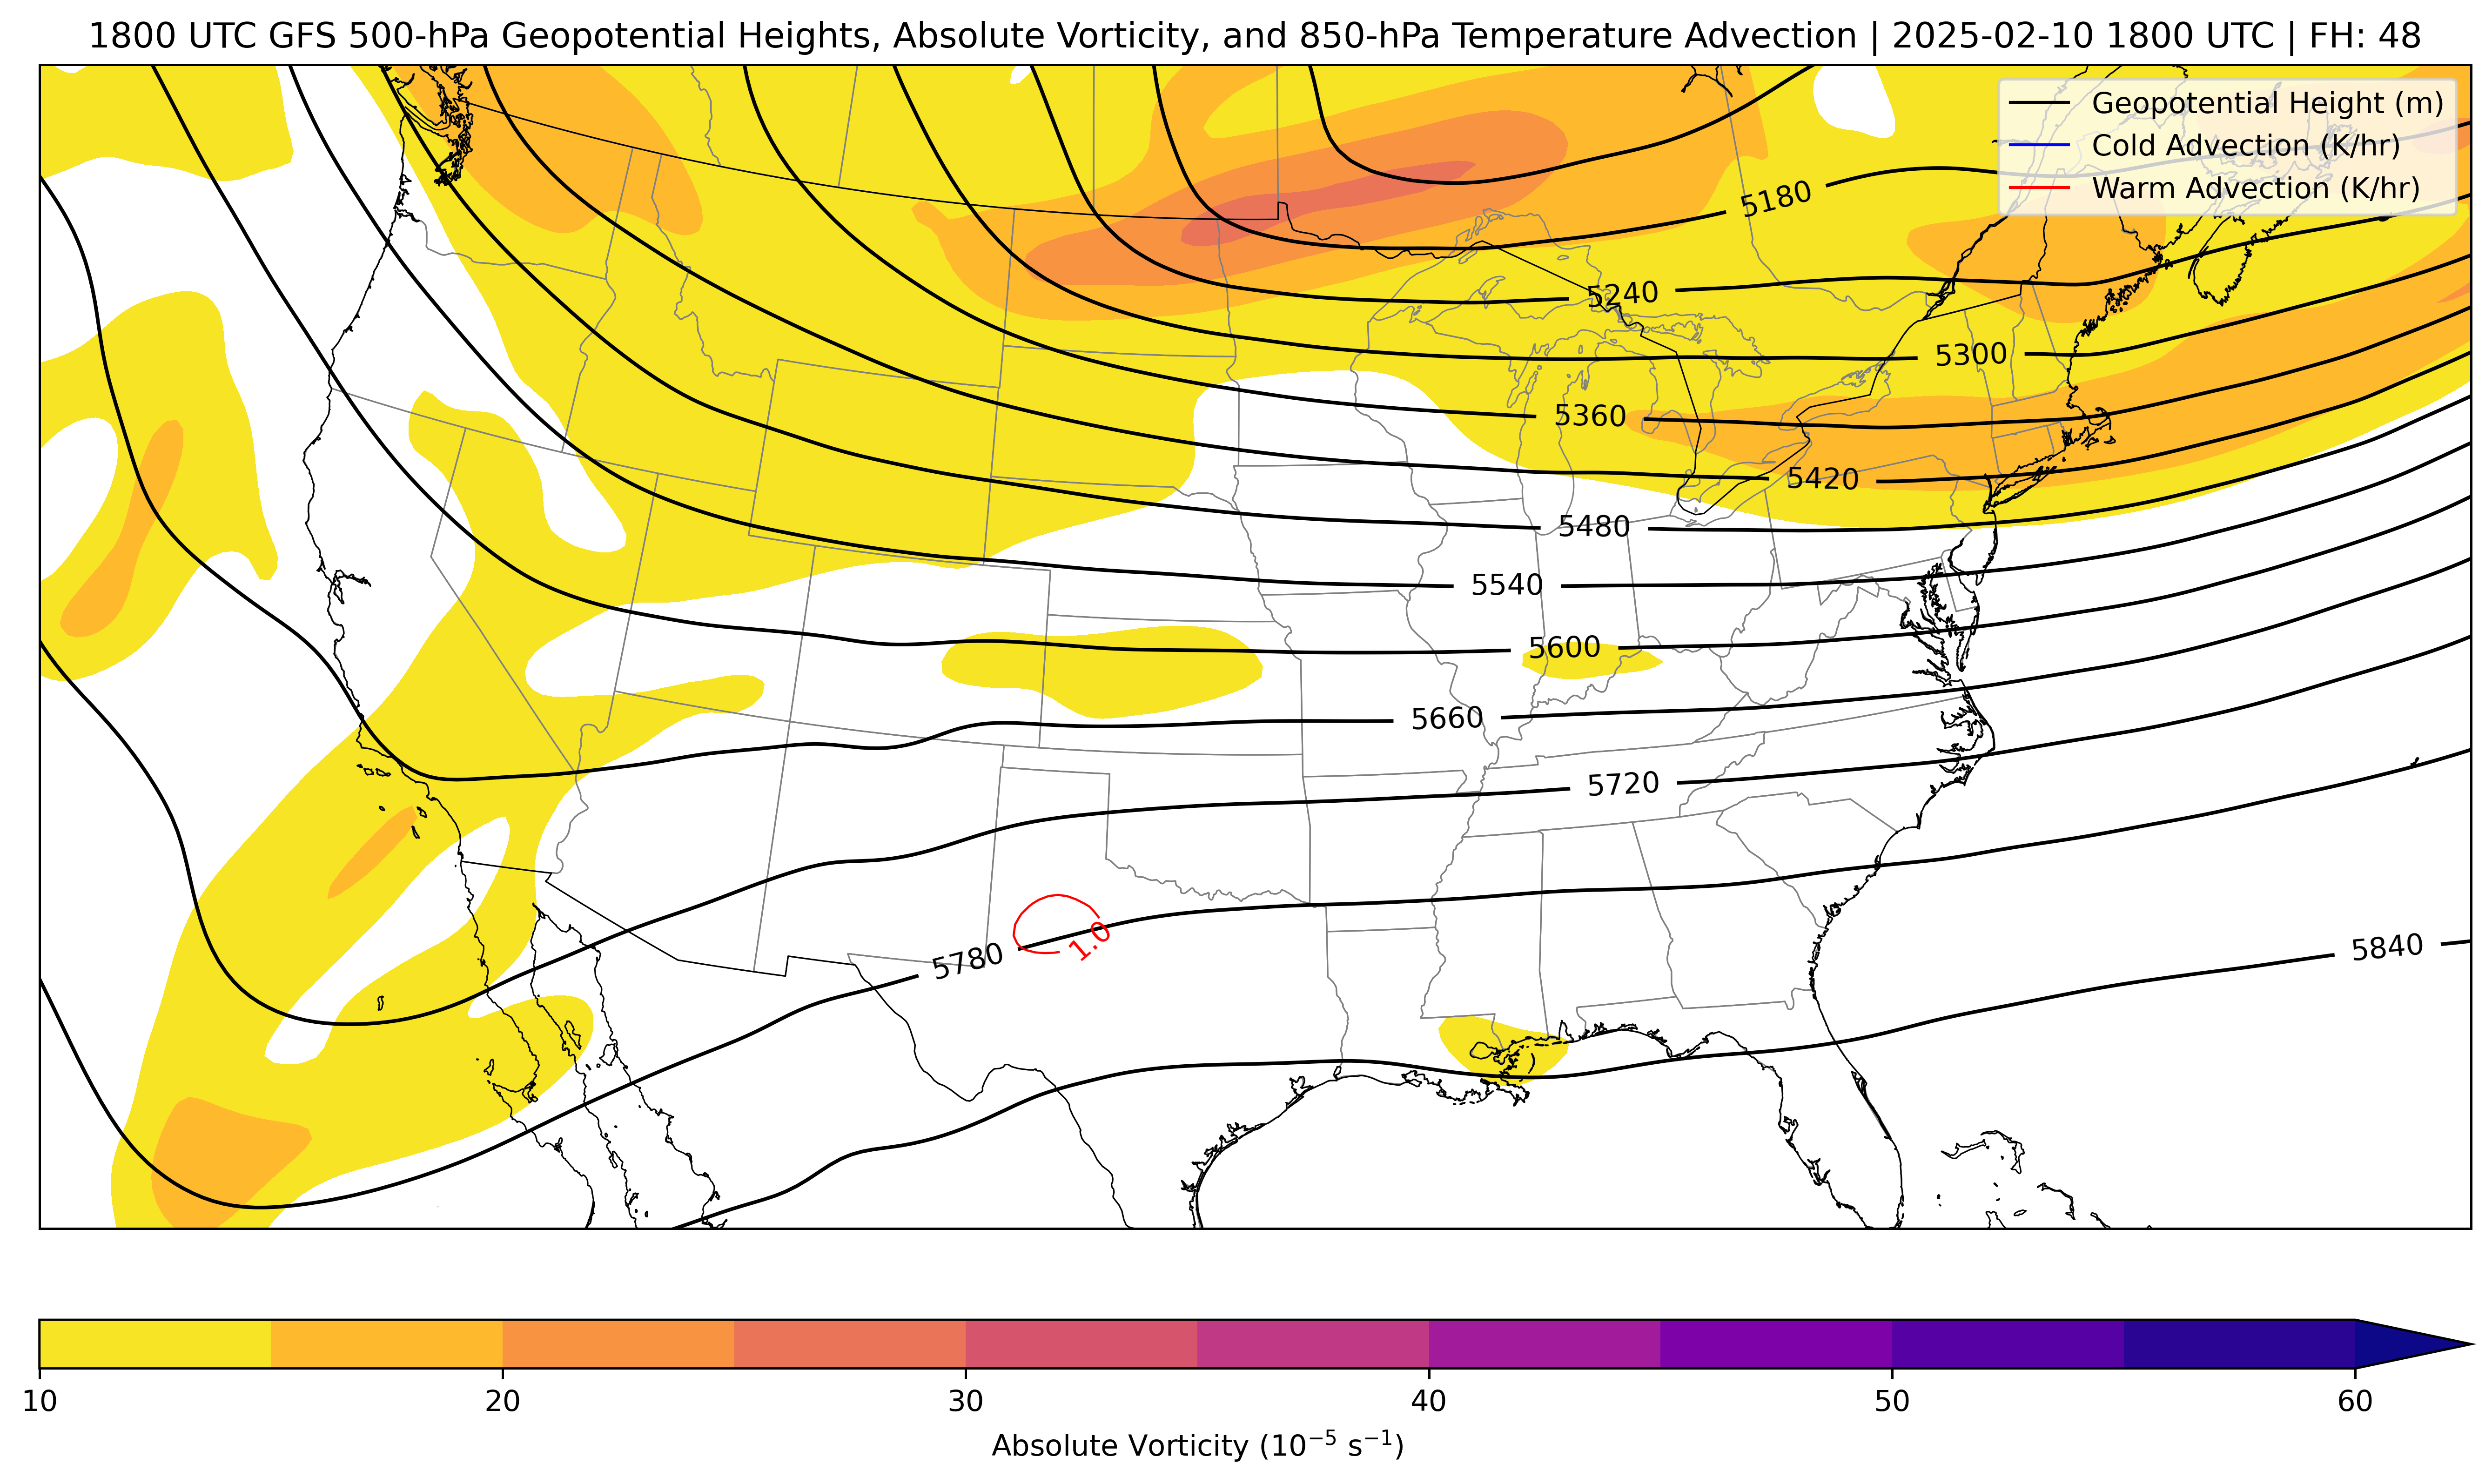 1800 UTC GFS 500-hPa Geopotential Heights, Absolute Vorticity, and 850-hPa Temperature Advection | 2025-02-10 1800 UTC | FH: 48
Geopotential Height (m)
Cold Advection (K/hr)
Warm Advection (K/hr)
5180
5240
5300
5360
5420
5480
5540
5600
5660
5720
5780
1.0
5840
10 20 30 40 50 60
Absolute Vorticity (10⁻⁵ s⁻¹)